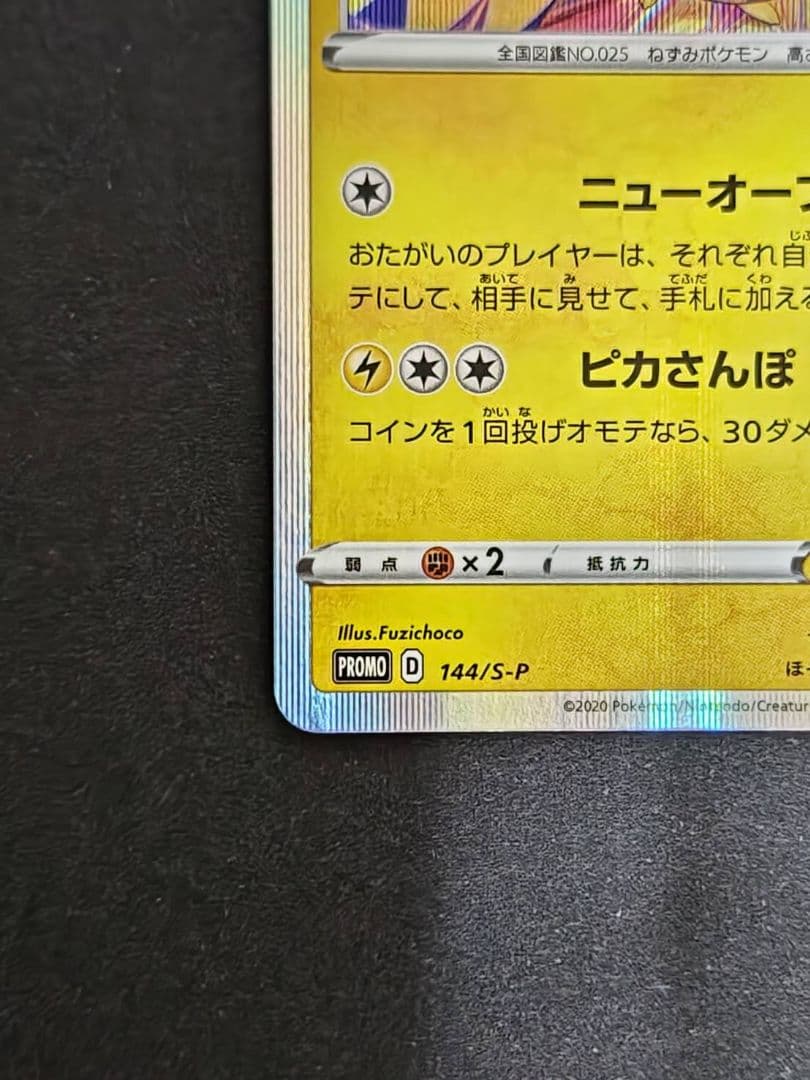 全国図鑑NO.025 ねずみポケモン 高
ニューオープ
おたがいのプレイヤーは、それぞれ自
テにして、相手に見せて、手札に加える
ピカさんぽ
コインを1回投げオモテなら、30ダメ
弱点 ×2 抵抗力
Illus.Fuzichoco
PROMO D 144/S-P ほ
©2020 Pokémon/Nintendo/Creatur